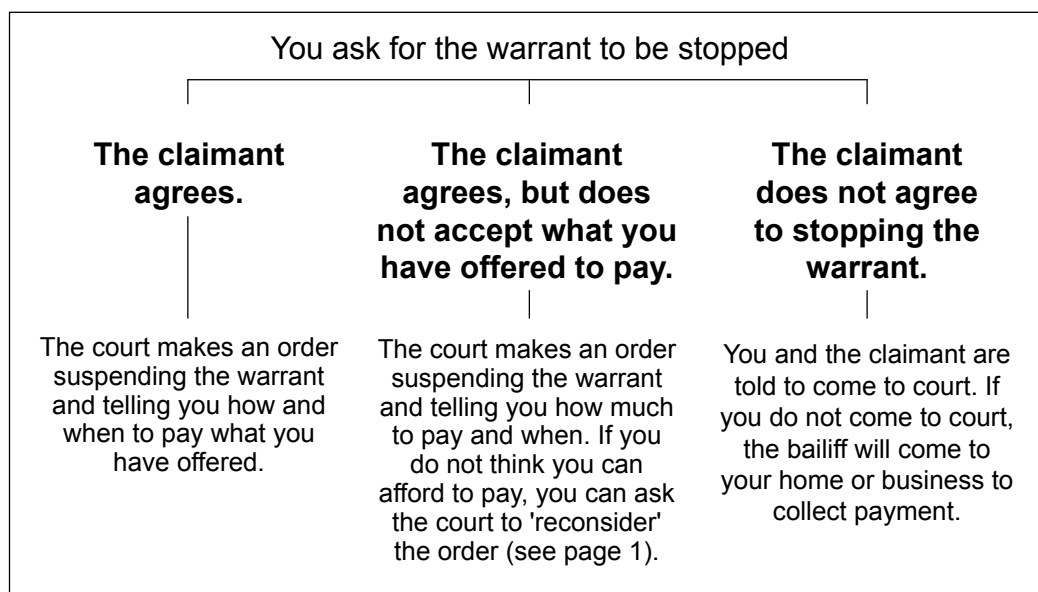 You ask for the warrant to be stopped
The claimant
agrees.
The court makes an order
suspending the warrant
and telling you how and
when to pay what you
have offered.
The claimant
agrees, but does
not accept what you
have offered to pay.
The court makes an order
suspending the warrant
and telling you how much
to pay and when. If you
do not think you can
afford to pay, you can ask
the court to 'reconsider'
the order (see page 1).
The claimant
does not agree
to stopping the
warrant.
You and the claimant are
told to come to court. If
you do not come to court,
the bailiff will come to
your home or business to
collect payment.